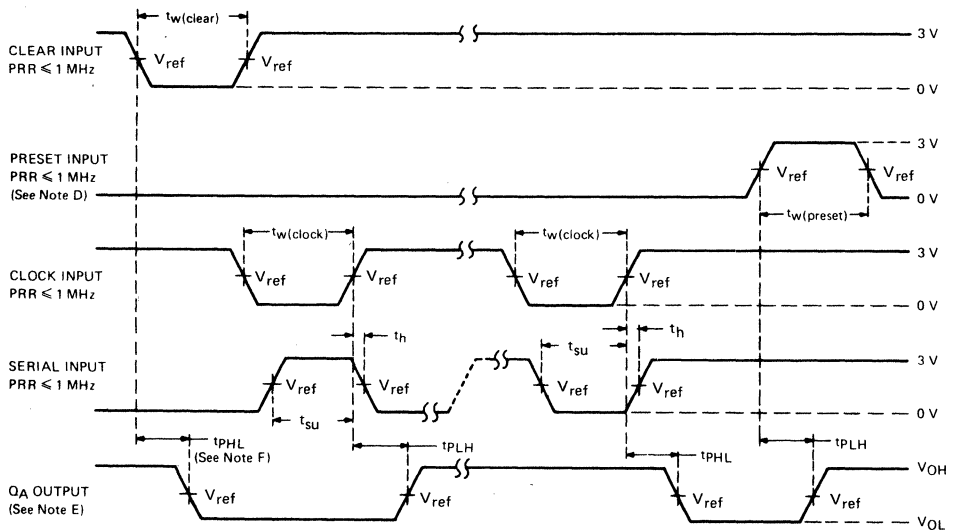 tw(clear)
CLEAR INPUT
PRR ≤ 1 MHz
Vref
Vref
3 V
0 V
PRESET INPUT
PRR ≤ 1 MHz
(See Note D)
Vref
Vref
3 V
0 V
tw(preset)
tw(clock)
tw(clock)
CLOCK INPUT
PRR ≤ 1 MHz
Vref
Vref
Vref
Vref
3 V
0 V
th
tsu
th
SERIAL INPUT
PRR ≤ 1 MHz
Vref
Vref
Vref
Vref
3 V
0 V
tsu
tPHL
(See Note F)
tPLH
tPHL
tPLH
QA OUTPUT
(See Note E)
Vref
Vref
Vref
Vref
VOH
VOL